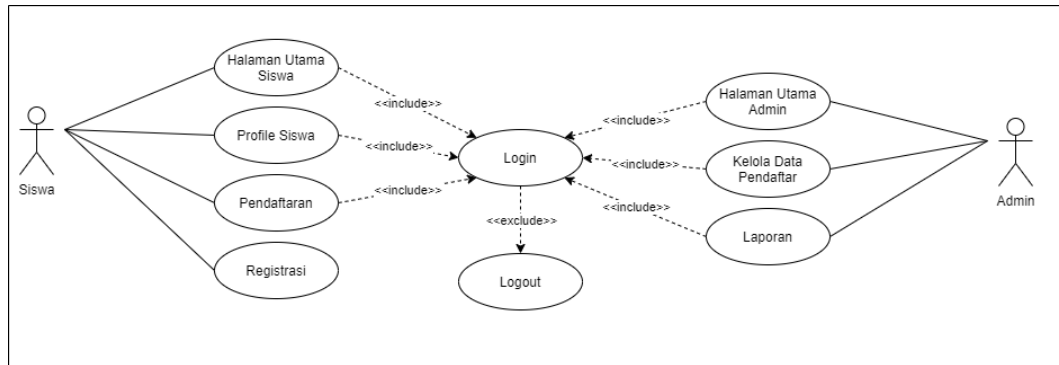 Halaman Utama
Siswa
<<include>>
Profile Siswa
<<include>>
Pendaftaran
<<include>>
Registrasi
Siswa
Login
<<exclude>>
Logout
Halaman Utama
Admin
<<include>>
Kelola Data
Pendaftar
<<include>>
Laporan
<<include>>
Admin